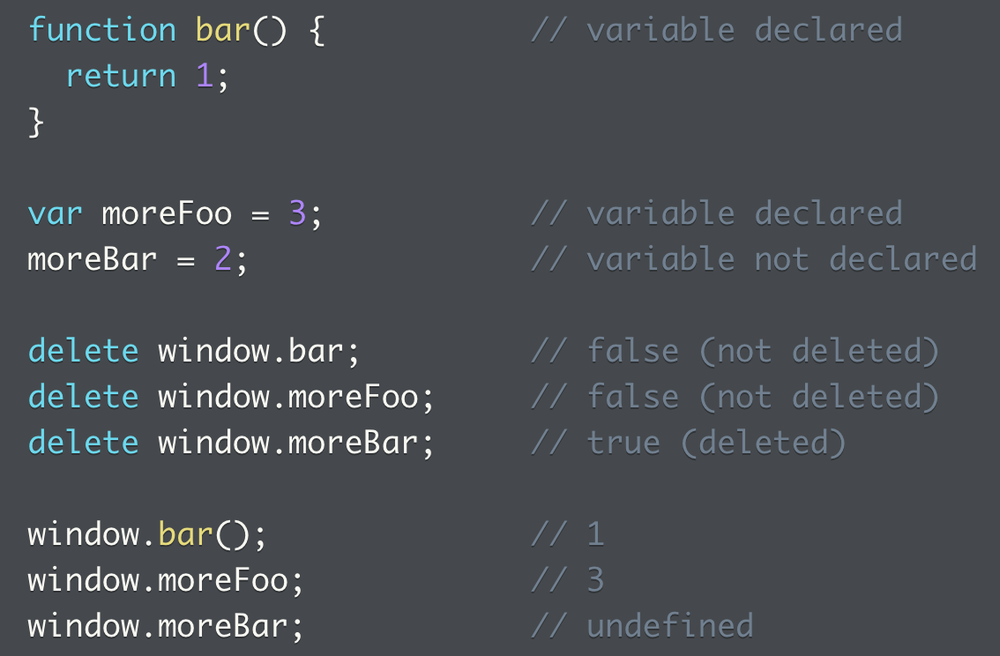 function bar() {           // variable declared
  return 1;
}

var moreFoo = 3;           // variable declared
moreBar = 2;               // variable not declared

delete window.bar;         // false (not deleted)
delete window.moreFoo;     // false (not deleted)
delete window.moreBar;     // true (deleted)

window.bar();              // 1
window.moreFoo;            // 3
window.moreBar;            // undefined